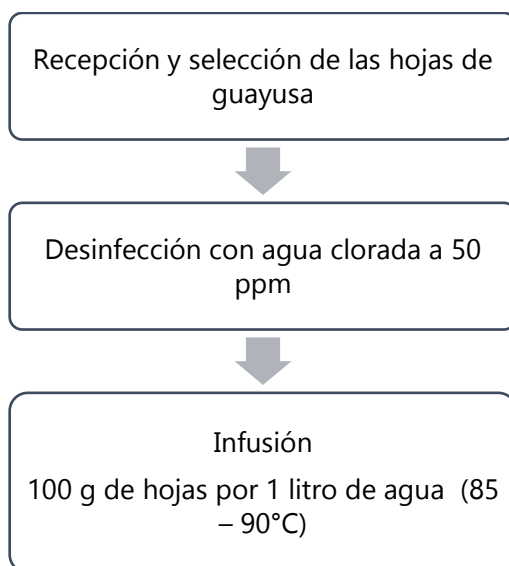 Recepción y selección de las hojas de
guayusa
Desinfección con agua clorada a 50
ppm
Infusión
100 g de hojas por 1 litro de agua  (85
– 90°C)